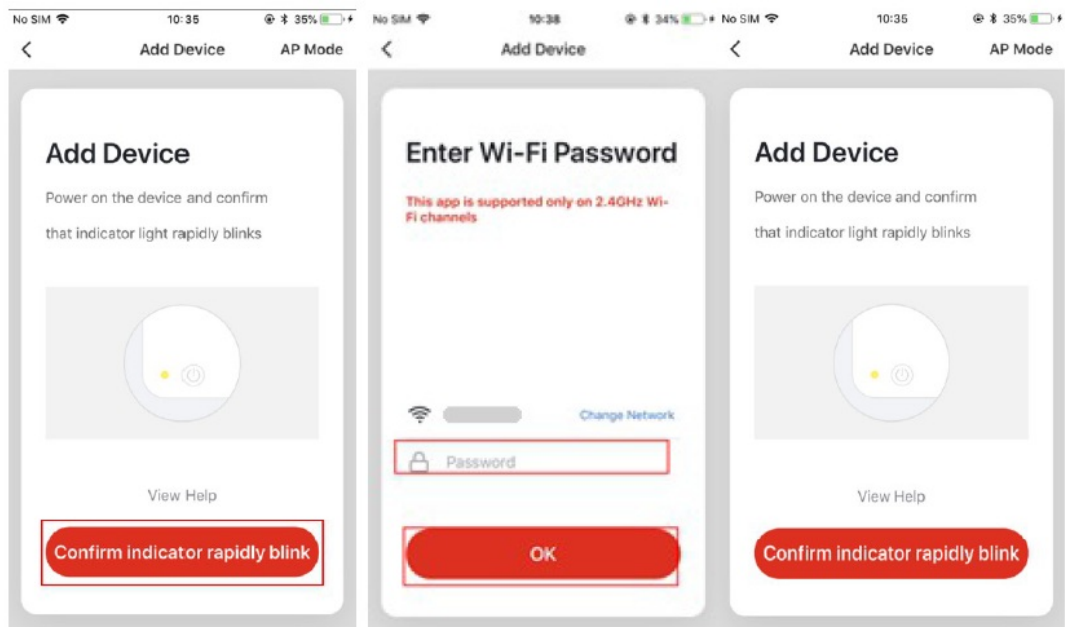 No SIM 10:35 35%
Add Device AP Mode
Add Device
Power on the device and confirm
that indicator light rapidly blinks
View Help
Confirm indicator rapidly blink
No SIM 10:38 34%
Add Device
Enter Wi-Fi Password
This app is supported only on 2.4GHz Wi-
Fi channels
Change Network
Password
OK
No SIM 10:35 35%
Add Device AP Mode
Add Device
Power on the device and confirm
that indicator light rapidly blinks
View Help
Confirm indicator rapidly blink